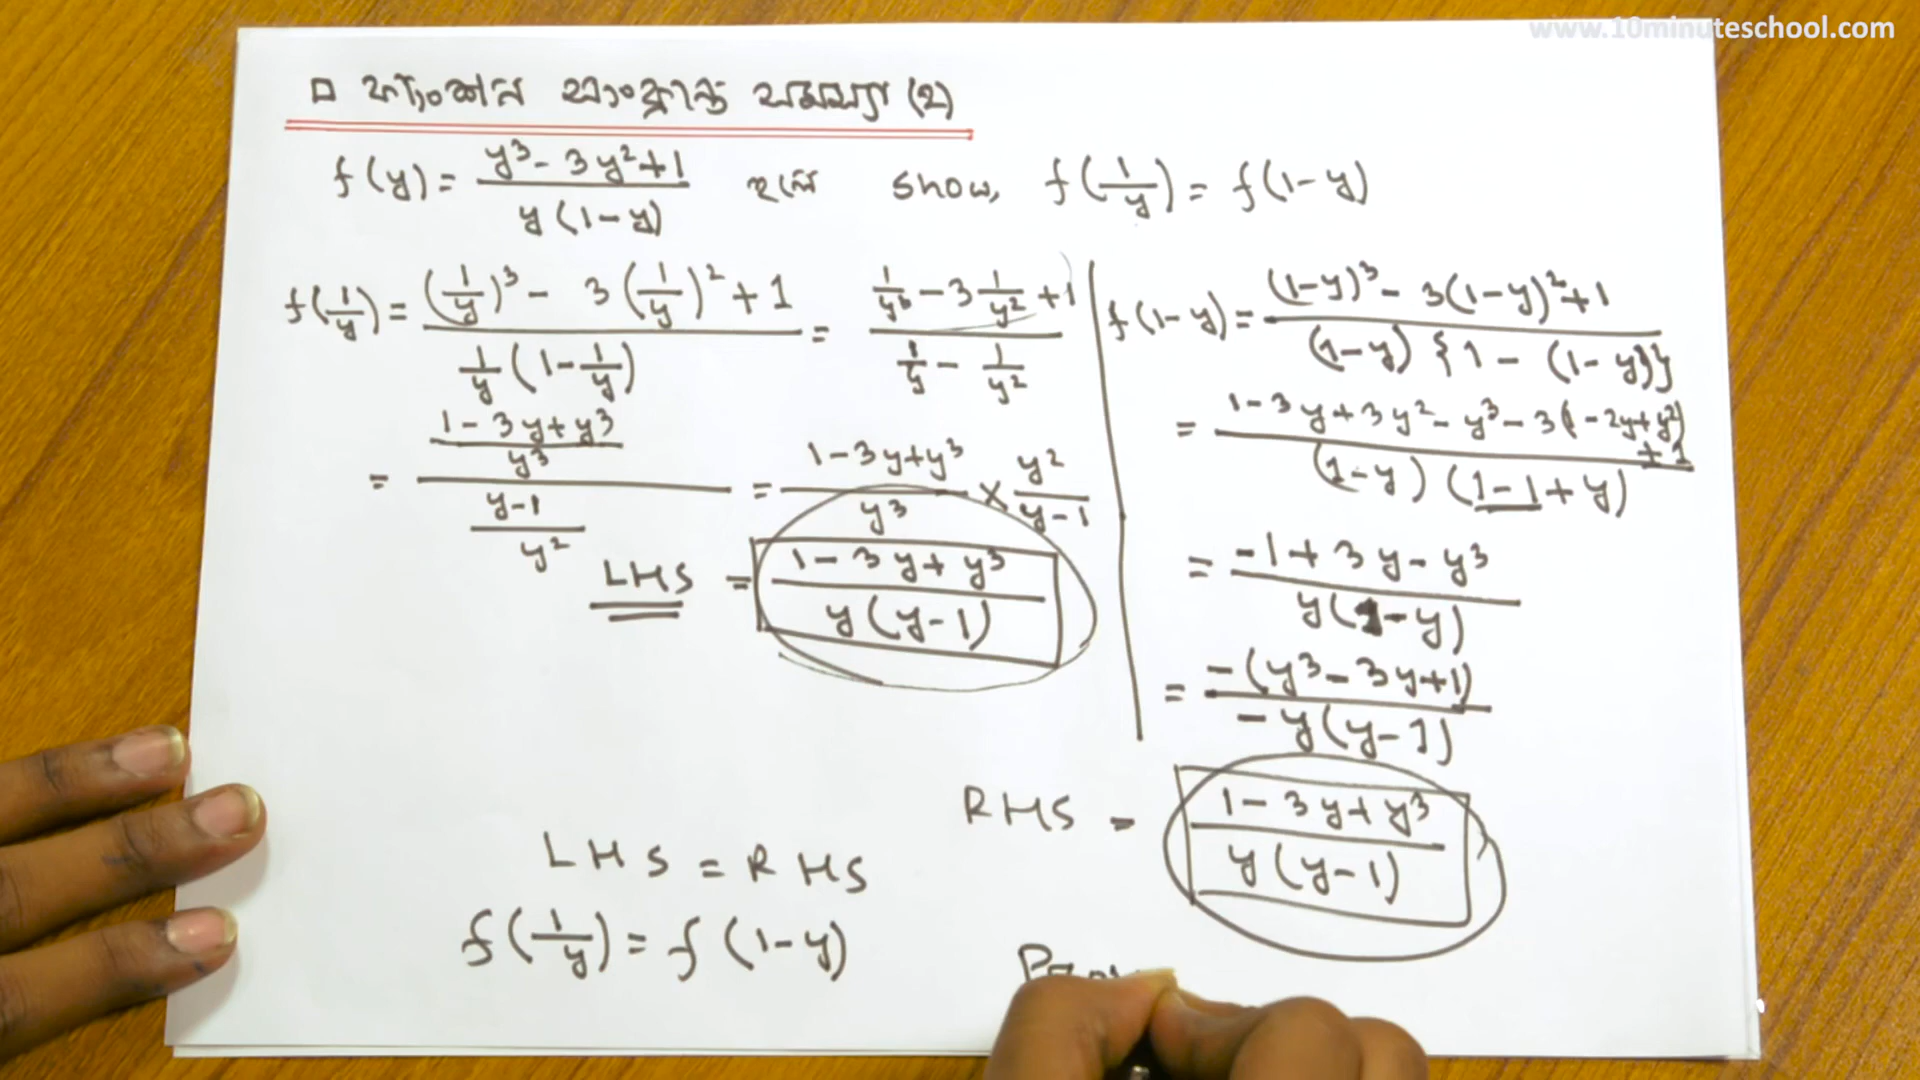 www.10minuteschool.com
□ ফাংশন সংক্রান্ত সমস্যা (2)
f(y) = (y³ - 3y² + 1) / (y(1-y)) হলে show, f(1/y) = f(1-y)
f(1/y) = ((1/y)³ - 3(1/y)² + 1) / (1/y (1 - 1/y)) = (1/y³ - 3 1/y² + 1) / (1/y - 1/y²)
= ((1 - 3y + y³) / y³) / ((y-1) / y²) = (1 - 3y + y³) / y³ × y² / (y-1)
LHS = (1 - 3y + y³) / (y(y-1))
f(1-y) = ((1-y)³ - 3(1-y)² + 1) / ((1-y){1 - (1-y)})
= (1 - 3y + 3y² - y³ - 3(1 - 2y + y²) + 1) / ((1-y)(1-1+y))
= (-1 + 3y - y³) / (y(1-y))
= (-(y³ - 3y + 1)) / (-y(y-1))
RHS = (1 - 3y + y³) / (y(y-1))
LHS = RHS
f(1/y) = f(1-y)